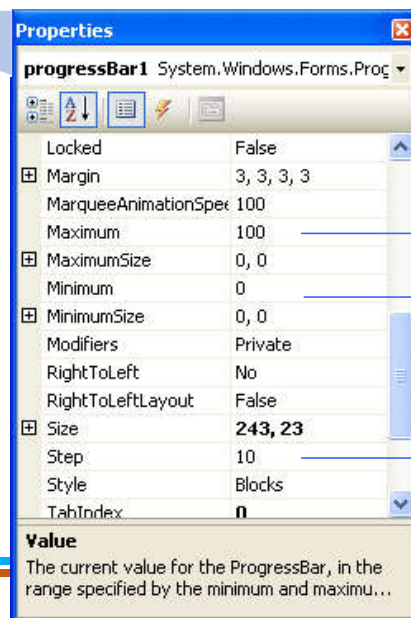 Properties
progressBar1 System.Windows.Forms.Prog
Locked False
Margin 3, 3, 3, 3
MarqueeAnimationSpee 100
Maximum 100
MaximumSize 0, 0
Minimum 0
MinimumSize 0, 0
Modifiers Private
RightToLeft No
RightToLeftLayout False
Size 243, 23
Step 10
Style Blocks
TabIndex 0
Value
The current value for the ProgressBar, in the
range specified by the minimum and maximu...